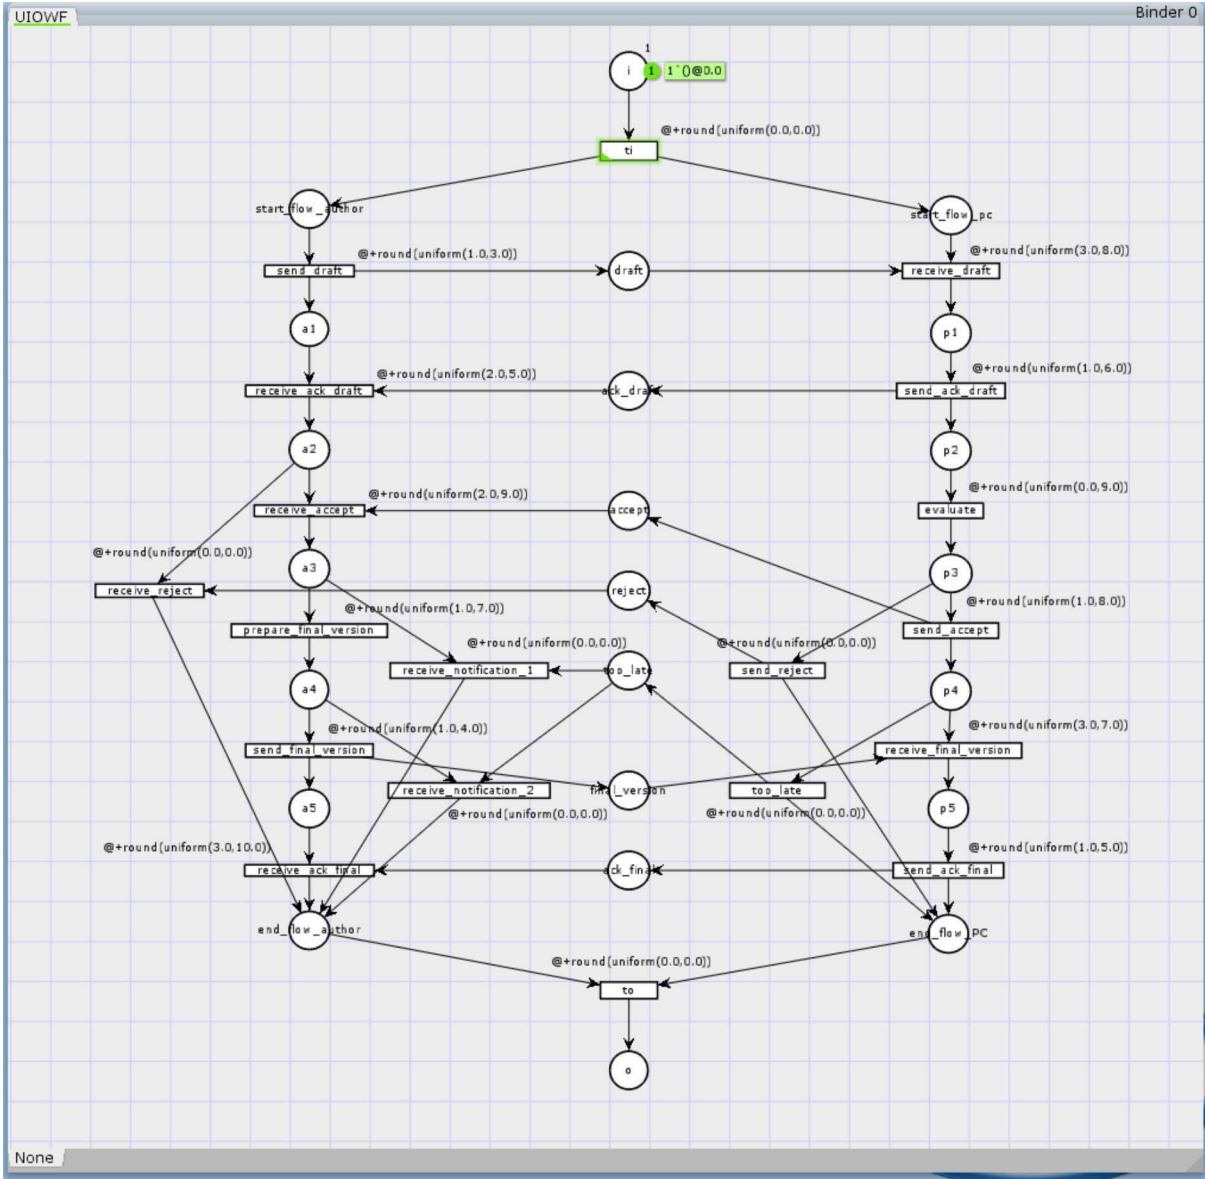 UIOWF
Binder 0
1
i
1
1`()@0.0
@+round(uniform(0.0,0.0))
ti
start_flow_author
start_flow_pc
@+round(uniform(1.0,3.0))
@+round(uniform(3.0,8.0))
send_draft
draft
receive_draft
a1
p1
@+round(uniform(2.0,5.0))
@+round(uniform(1.0,6.0))
receive_ack_draft
ack_draft
send_ack_draft
a2
p2
@+round(uniform(2.0,9.0))
@+round(uniform(0.0,9.0))
receive_accept
accept
evaluate
@+round(uniform(0.0,0.0))
a3
p3
receive_reject
reject
@+round(uniform(1.0,7.0))
@+round(uniform(1.0,8.0))
prepare_final_version
send_accept
@+round(uniform(0.0,0.0))
@+round(uniform(0.0,0.0))
receive_notification_1
too_late
send_reject
a4
p4
@+round(uniform(1.0,4.0))
@+round(uniform(3.0,7.0))
send_final_version
receive_final_version
receive_notification_2
final_version
too_late
a5
p5
@+round(uniform(0.0,0.0))
@+round(uniform(0.0,0.0))
@+round(uniform(3.0,10.0))
@+round(uniform(1.0,5.0))
receive_ack_final
ack_final
send_ack_final
end_flow_author
end_flow_PC
@+round(uniform(0.0,0.0))
to
o
None